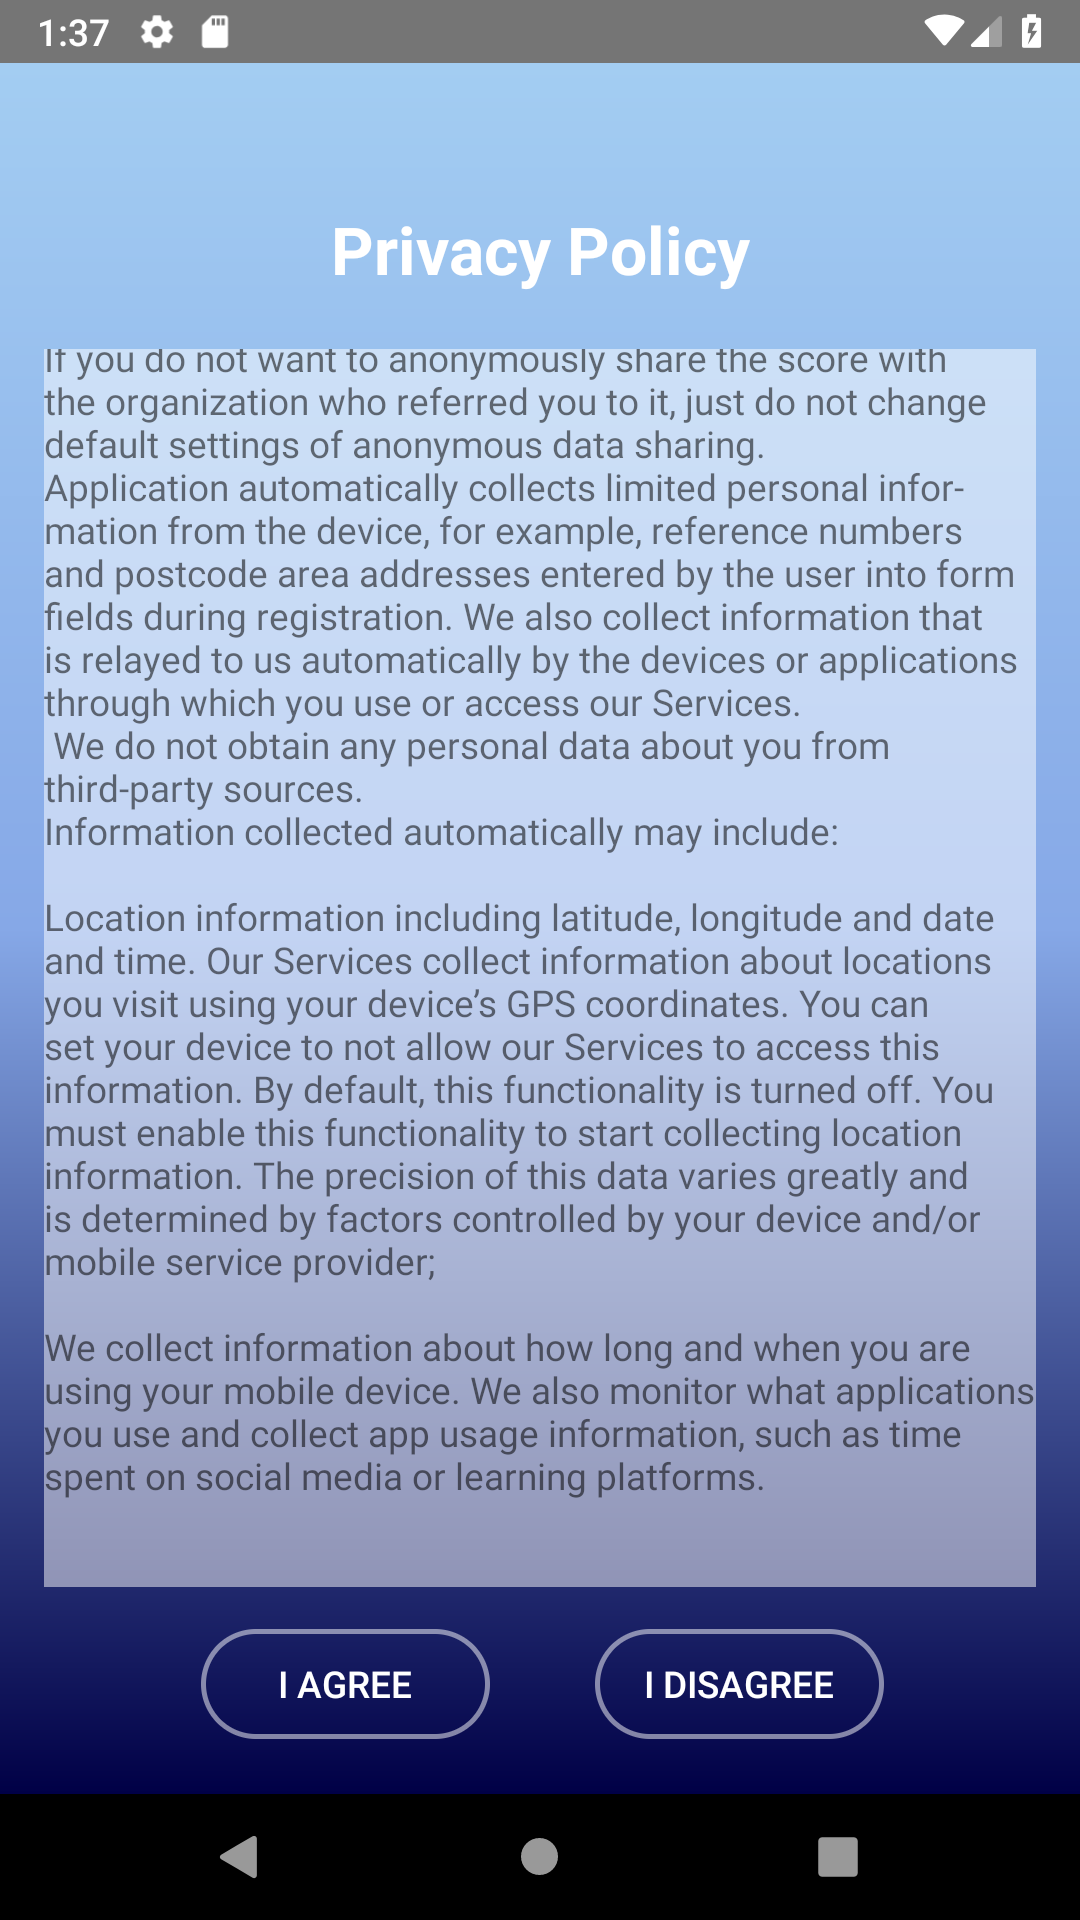 1:37
Privacy Policy
If you do not want to anonymously share the score with
the organization who referred you to it, just do not change
default settings of anonymous data sharing.
Application automatically collects limited personal infor-
mation from the device, for example, reference numbers
and postcode area addresses entered by the user into form
fields during registration. We also collect information that
is relayed to us automatically by the devices or applications
through which you use or access our Services.
We do not obtain any personal data about you from
third-party sources.
Information collected automatically may include:
Location information including latitude, longitude and date
and time. Our Services collect information about locations
you visit using your device’s GPS coordinates. You can
set your device to not allow our Services to access this
information. By default, this functionality is turned off. You
must enable this functionality to start collecting location
information. The precision of this data varies greatly and
is determined by factors controlled by your device and/or
mobile service provider;
We collect information about how long and when you are
using your mobile device. We also monitor what applications
you use and collect app usage information, such as time
spent on social media or learning platforms.
I AGREE
I DISAGREE